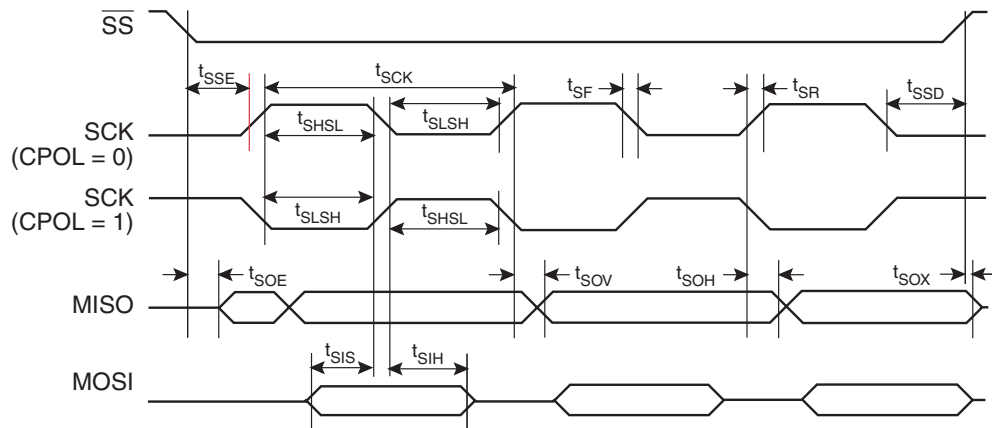 SS
tSSE
tSCK
tSF
tSR
tSSD
SCK
(CPOL = 0)
tSHSL
tSLSH
SCK
(CPOL = 1)
tSLSH
tSHSL
MISO
tSOE
tSOV
tSOH
tSOX
MOSI
tSIS
tSIH